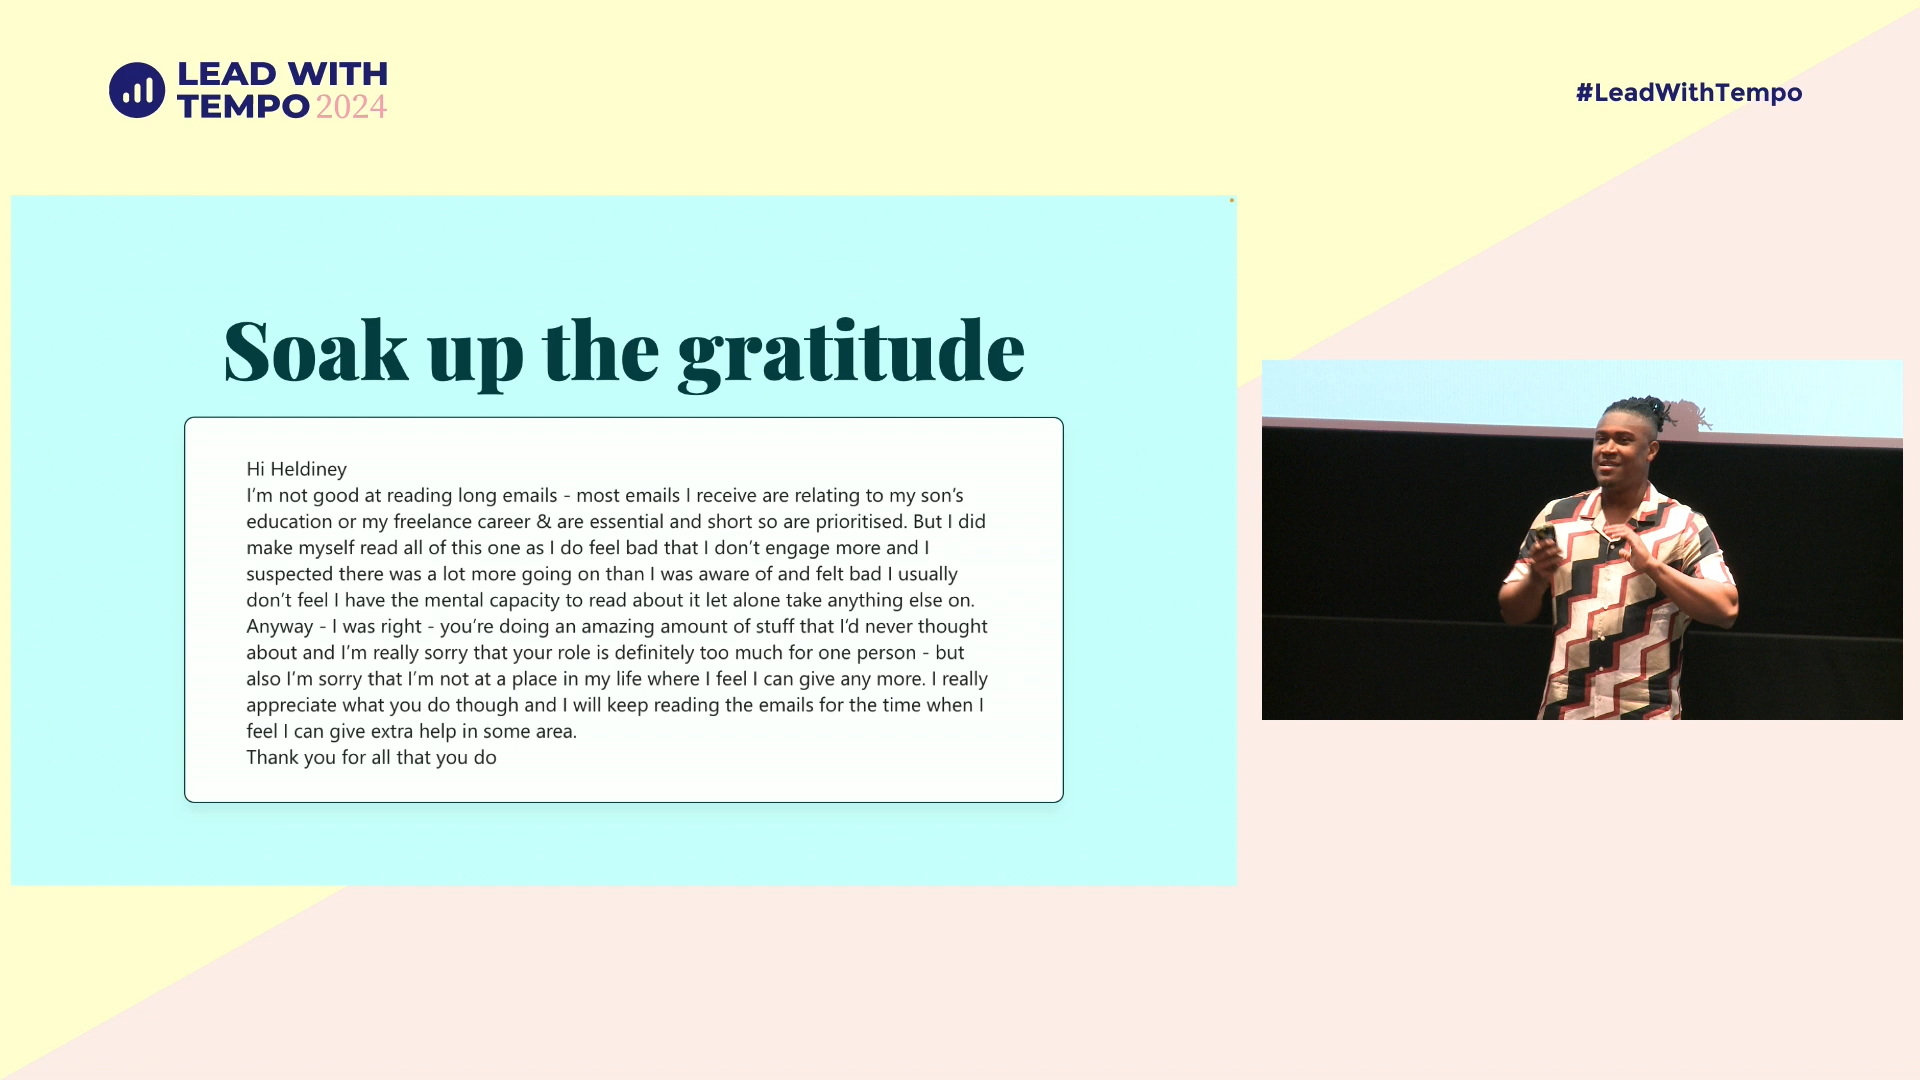 LEAD WITH
TEMPO 2024
#LeadWithTempo
Soak up the gratitude
Hi Heldiney
I'm not good at reading long emails - most emails I receive are relating to my son's
education or my freelance career & are essential and short so are prioritised. But I did
make myself read all of this one as I do feel bad that I don't engage more and I
suspected there was a lot more going on than I was aware of and felt bad I usually
don't feel I have the mental capacity to read about it let alone take anything else on.
Anyway - I was right - you're doing an amazing amount of stuff that I'd never thought
about and I'm really sorry that your role is definitely too much for one person - but
also I'm sorry that I'm not at a place in my life where I feel I can give any more. I really
appreciate what you do though and I will keep reading the emails for the time when I
feel I can give extra help in some area.
Thank you for all that you do